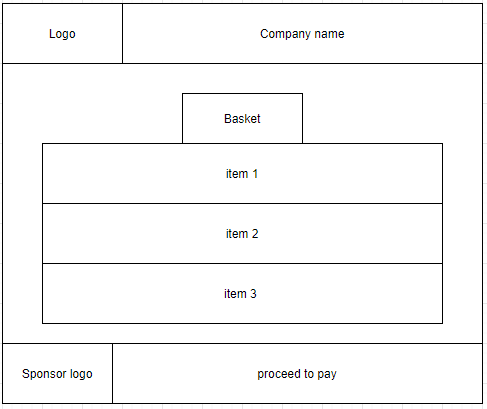 Logo
Company name
Basket
item 1
item 2
item 3
Sponsor logo
proceed to pay